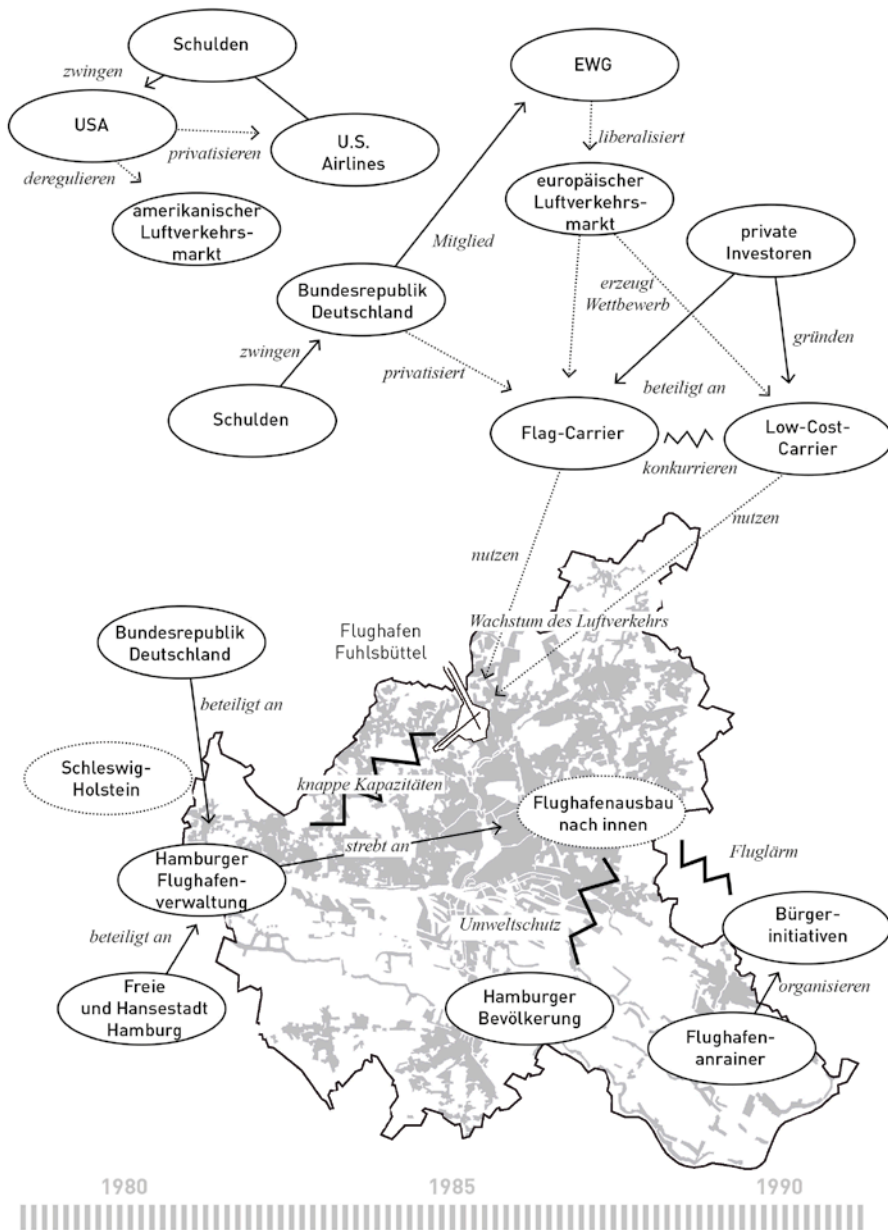 Schulden
zwingen
USA
privatisieren
U.S.
Airlines
deregulieren
amerikanischer
Luftverkehrs-
markt
EWG
liberalisiert
europäischer
Luftverkehrs-
markt
private
Investoren
Mitglied
Bundesrepublik
Deutschland
erzeugt
Wettbewerb
gründen
zwingen
privatisiert
beteiligt an
Schulden
Flag-Carrier
konkurrieren
Low-Cost-
Carrier
nutzen
nutzen
Wachstum des Luftverkehrs
Bundesrepublik
Deutschland
Flughafen
Fuhlsbüttel
beteiligt an
Schleswig-
Holstein
knappe Kapazitäten
Flughafenausbau
nach innen
strebt an
Hamburger
Flughafen-
verwaltung
Fluglärm
beteiligt an
Umweltschutz
Bürger-
initiativen
Freie
und Hansestadt
Hamburg
Hamburger
Bevölkerung
organisieren
Flughafen-
anrainer
1980
1985
1990